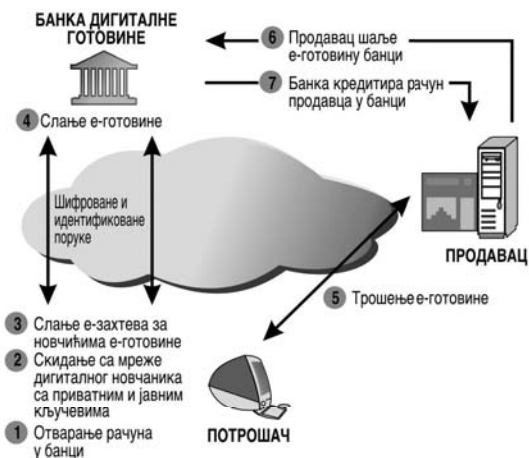 БАНКА ДИГИТАЛНЕ
ГОТОВИНЕ
6 Продавац шаље
е-готовину банци
7 Банка кредитира рачун
продавца у банци
4 Слање е-готовине
Шифроване и
идентификоване
поруке
ПРОДАВАЦ
5 Трошење е-готовине
3 Слање е-захтева за
новчићима е-готовине
2 Скидање са мреже
дигиталног новчаника
са приватним и јавним
кључевима
1 Отварање рачуна
у банци
ПОТРОШАЧ